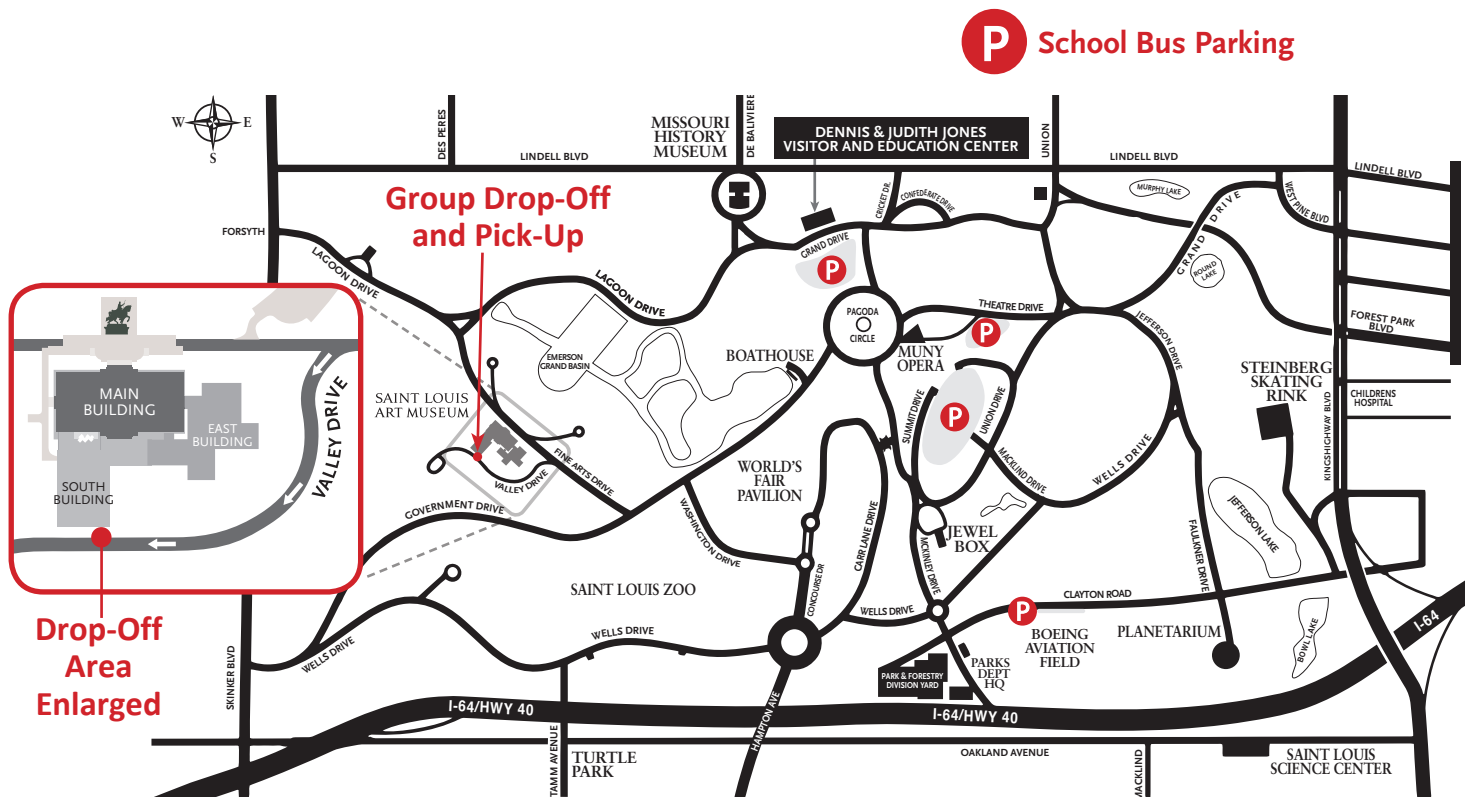 P School Bus Parking
W E
S
DES PERES
MISSOURI
HISTORY
MUSEUM
DE BALIVIERE
DENNIS & JUDITH JONES
VISITOR AND EDUCATION CENTER
UNION
LINDELL BLVD
LINDELL BLVD
LINDELL BLVD
Group Drop-Off
and Pick-Up
CRICKET DR.
CONFEDERATE DRIVE
MURPHY LAKE
WEST PINE BLVD
FORSYTH
LAGOON DRIVE
GRAND DRIVE
P
GRAND DRIVE
ROUND
LAKE
LAGOON DRIVE
THEATRE DRIVE
JEFFERSON DRIVE
PAGODA
CIRCLE
P
FOREST PARK
BLVD
MUNY
OPERA
BOATHOUSE
EMERSON
GRAND BASIN
STEINBERG
SKATING
RINK
KINGSHIGHWAY BLVD
CHILDRENS
HOSPITAL
SAINT LOUIS
ART MUSEUM
MAIN
BUILDING
EAST
BUILDING
SOUTH
BUILDING
VALLEY DRIVE
SUMMIT DRIVE
P
UNION DRIVE
MACKLIND DRIVE
WELLS DRIVE
FINE ARTS DRIVE
VALLEY DRIVE
GOVERNMENT DRIVE
WORLD'S
FAIR
PAVILION
WASHINGTON DRIVE
CARR LANE DRIVE
JEWEL
BOX
MCKINLEY DRIVE
FAULKNER DRIVE
JEFFERSON LAKE
SAINT LOUIS ZOO
CONCOURSE DR
WELLS DRIVE
P
CLAYTON ROAD
BOEING
AVIATION
FIELD
PLANETARIUM
BOWL LAKE
I-64
Drop-Off
Area
Enlarged
SKINKER BLVD
WELLS DRIVE
WELLS DRIVE
PARK & FORESTRY
DIVISION YARD
PARKS
DEPT
HQ
I-64/HWY 40
I-64/HWY 40
HAMPTON AVE
TAMM AVENUE
TURTLE
PARK
OAKLAND AVENUE
MACKLIND
SAINT LOUIS
SCIENCE CENTER